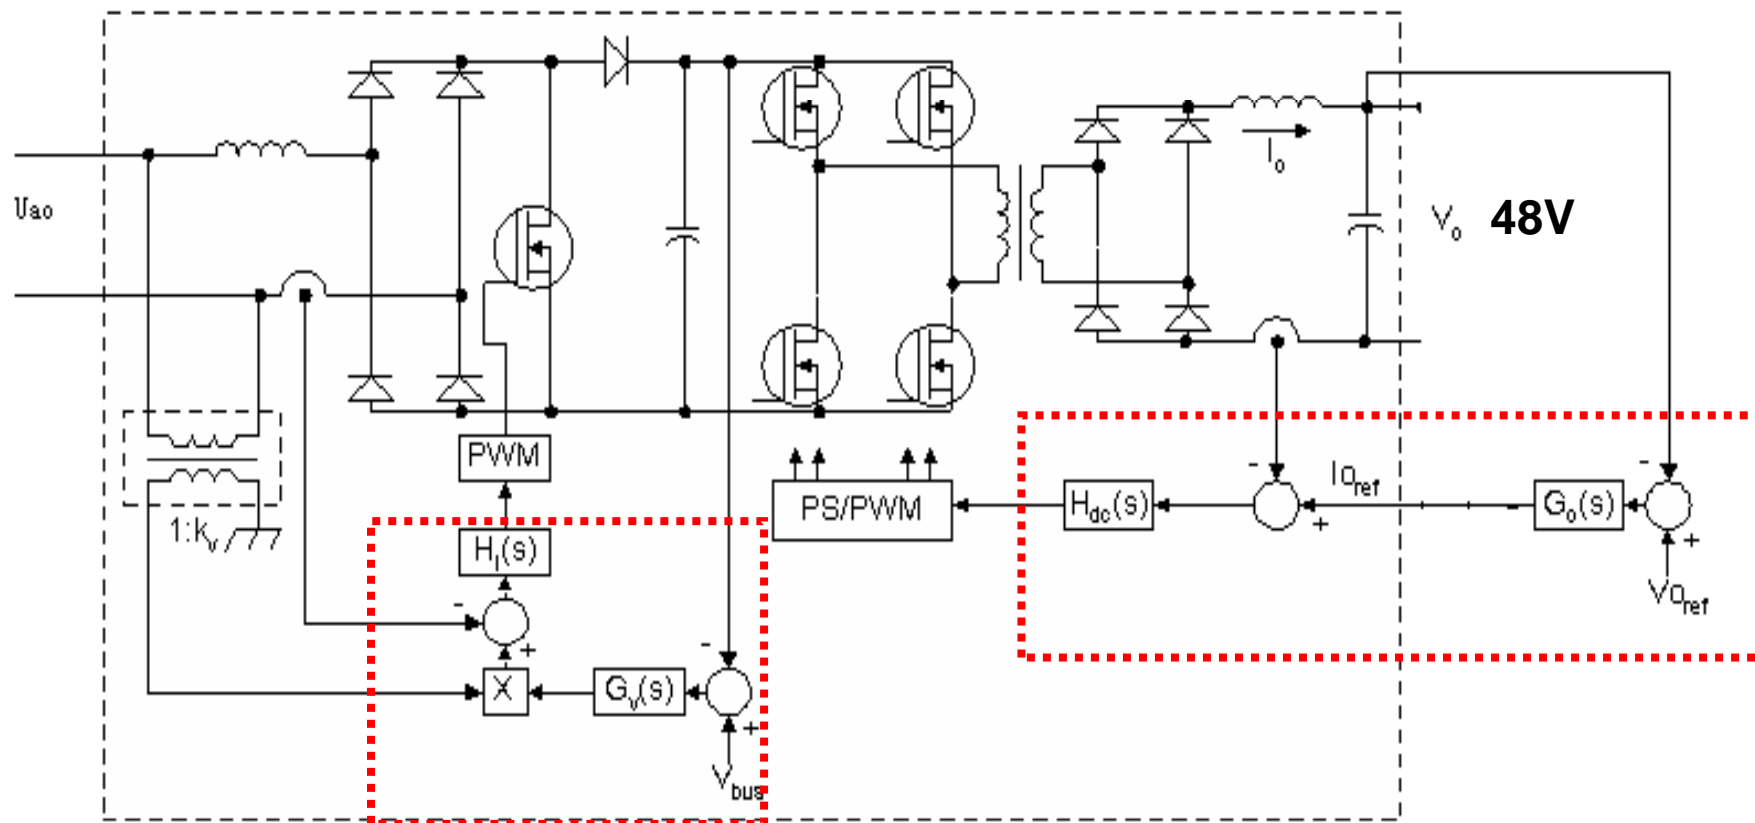 Uao
Io
Vo 48V
PWM
1:Kv
PS/PWM
Hdc(s)
IOref
Go(s)
- - + +
VOref
HI(s)
-
+
X
Gv(s)
-
+
Vbus